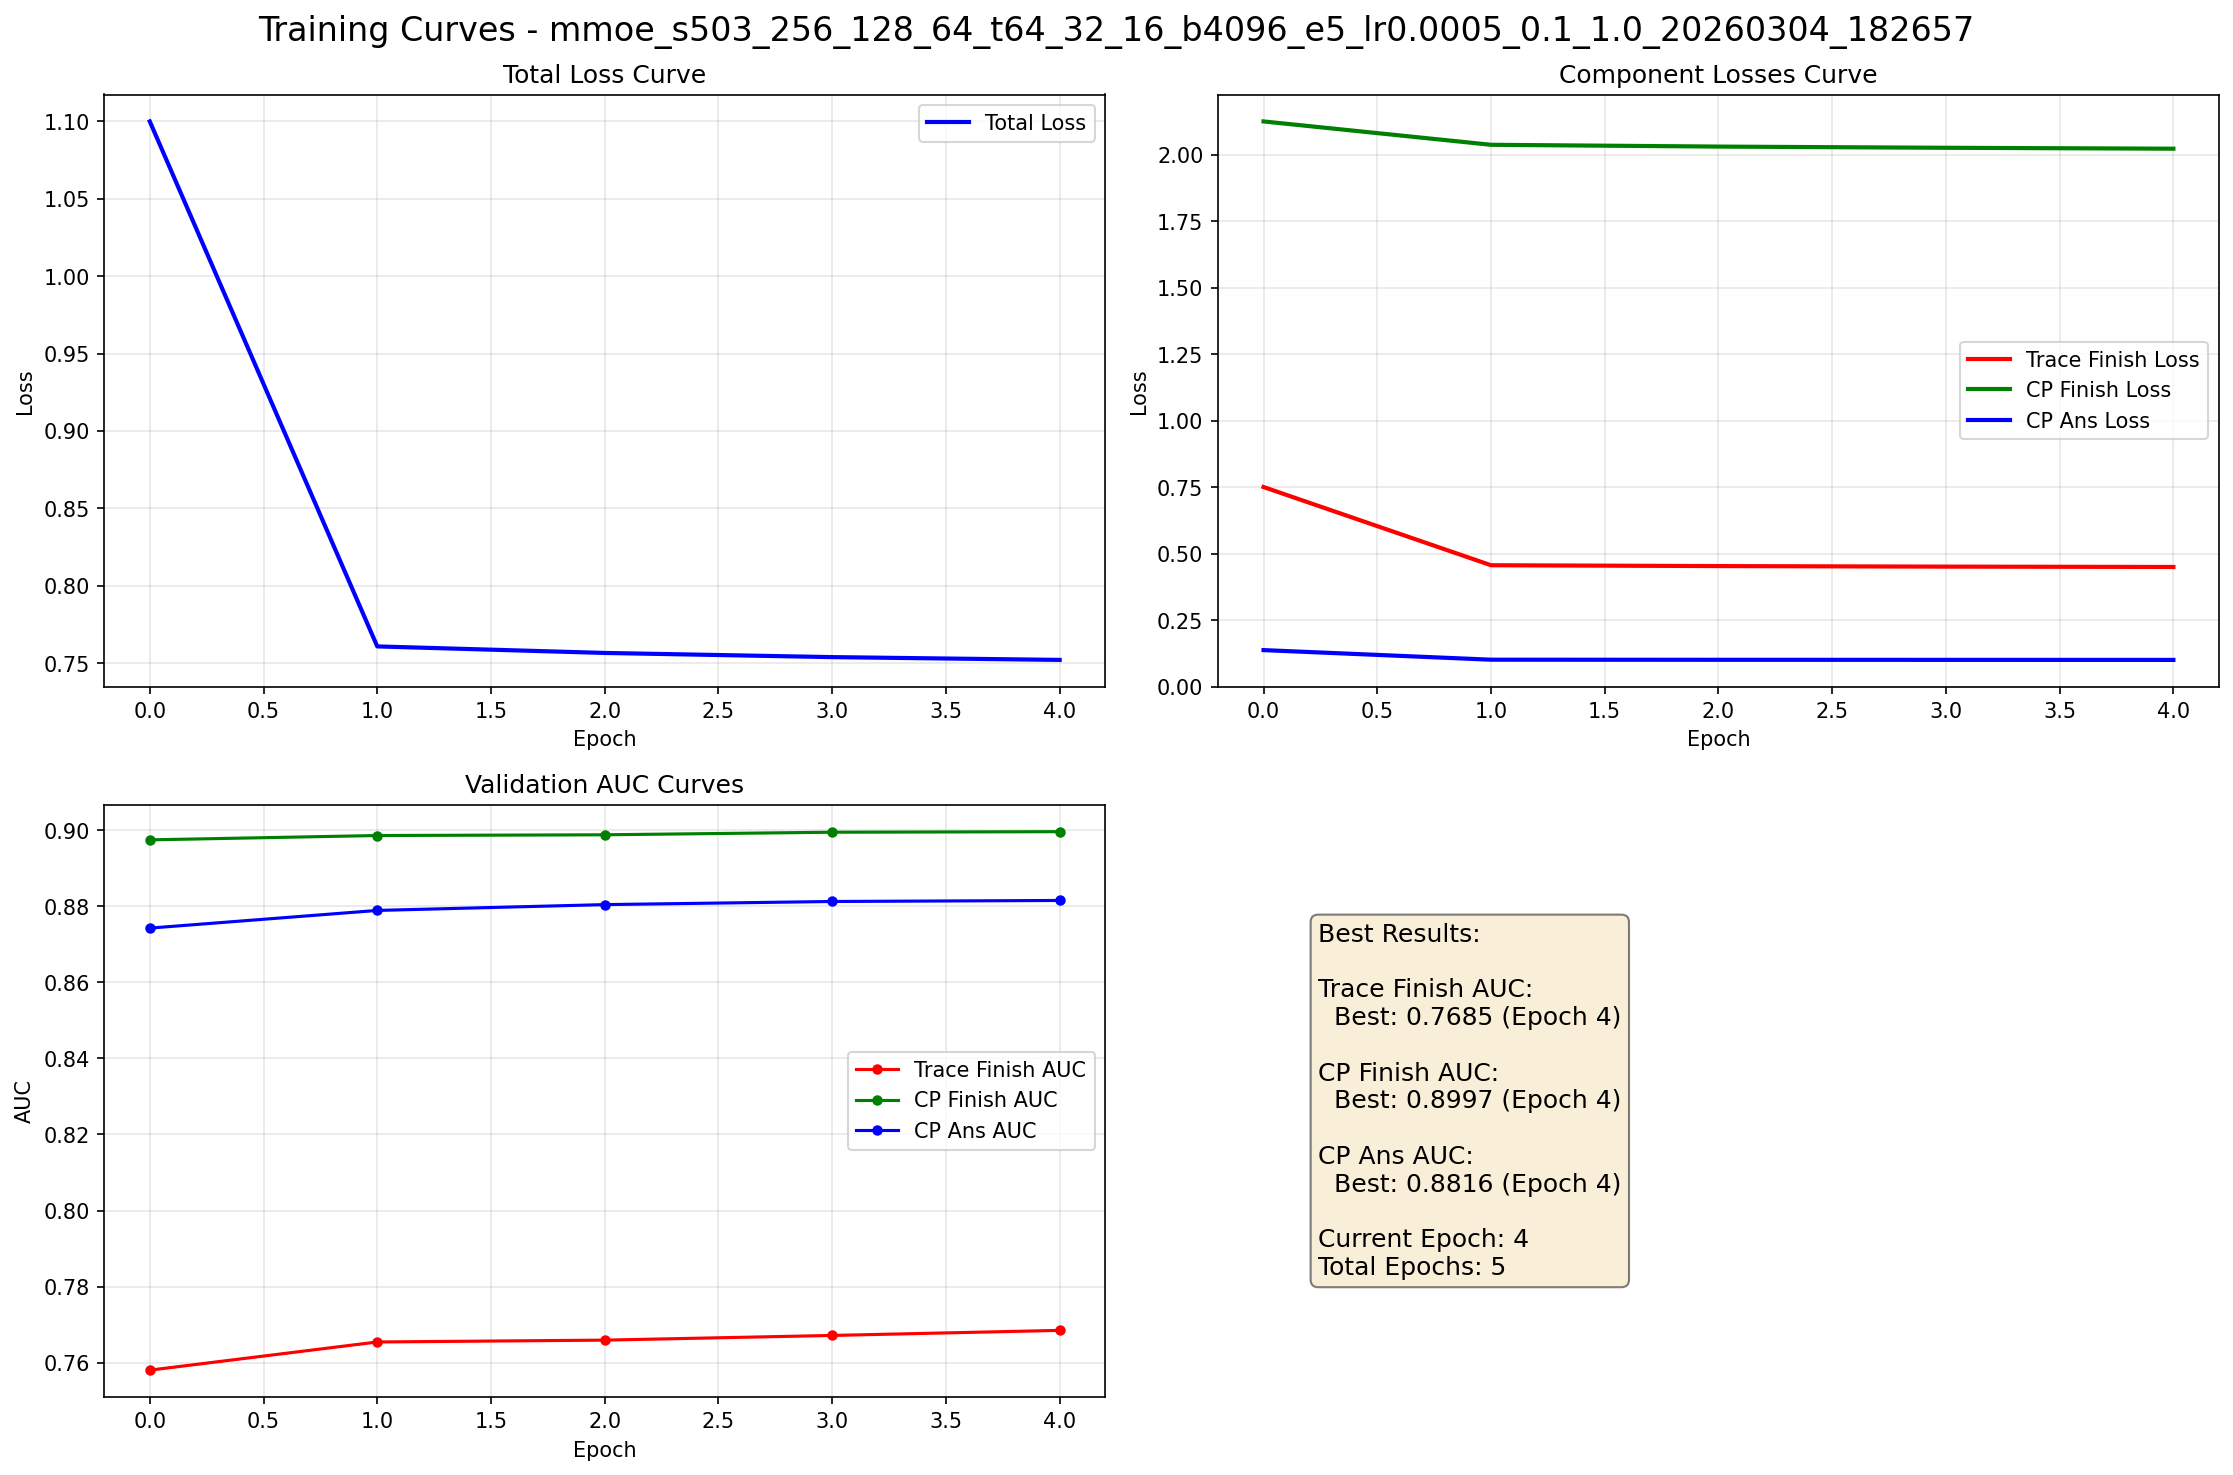 Training Curves - mmoe_s503_256_128_64_t64_32_16_b4096_e5_lr0.0005_0.1_1.0_20260304_182657
Total Loss Curve
Loss
1.10
1.05
1.00
0.95
0.90
0.85
0.80
0.75
Total Loss
0.0 0.5 1.0 1.5 2.0 2.5 3.0 3.5 4.0
Epoch
Component Losses Curve
Loss
2.00
1.75
1.50
1.25
1.00
0.75
0.50
0.25
0.00
Trace Finish Loss
CP Finish Loss
CP Ans Loss
0.0 0.5 1.0 1.5 2.0 2.5 3.0 3.5 4.0
Epoch
Validation AUC Curves
AUC
0.90
0.88
0.86
0.84
0.82
0.80
0.78
0.76
Trace Finish AUC
CP Finish AUC
CP Ans AUC
0.0 0.5 1.0 1.5 2.0 2.5 3.0 3.5 4.0
Epoch
Best Results:
Trace Finish AUC:
Best: 0.7685 (Epoch 4)
CP Finish AUC:
Best: 0.8997 (Epoch 4)
CP Ans AUC:
Best: 0.8816 (Epoch 4)
Current Epoch: 4
Total Epochs: 5